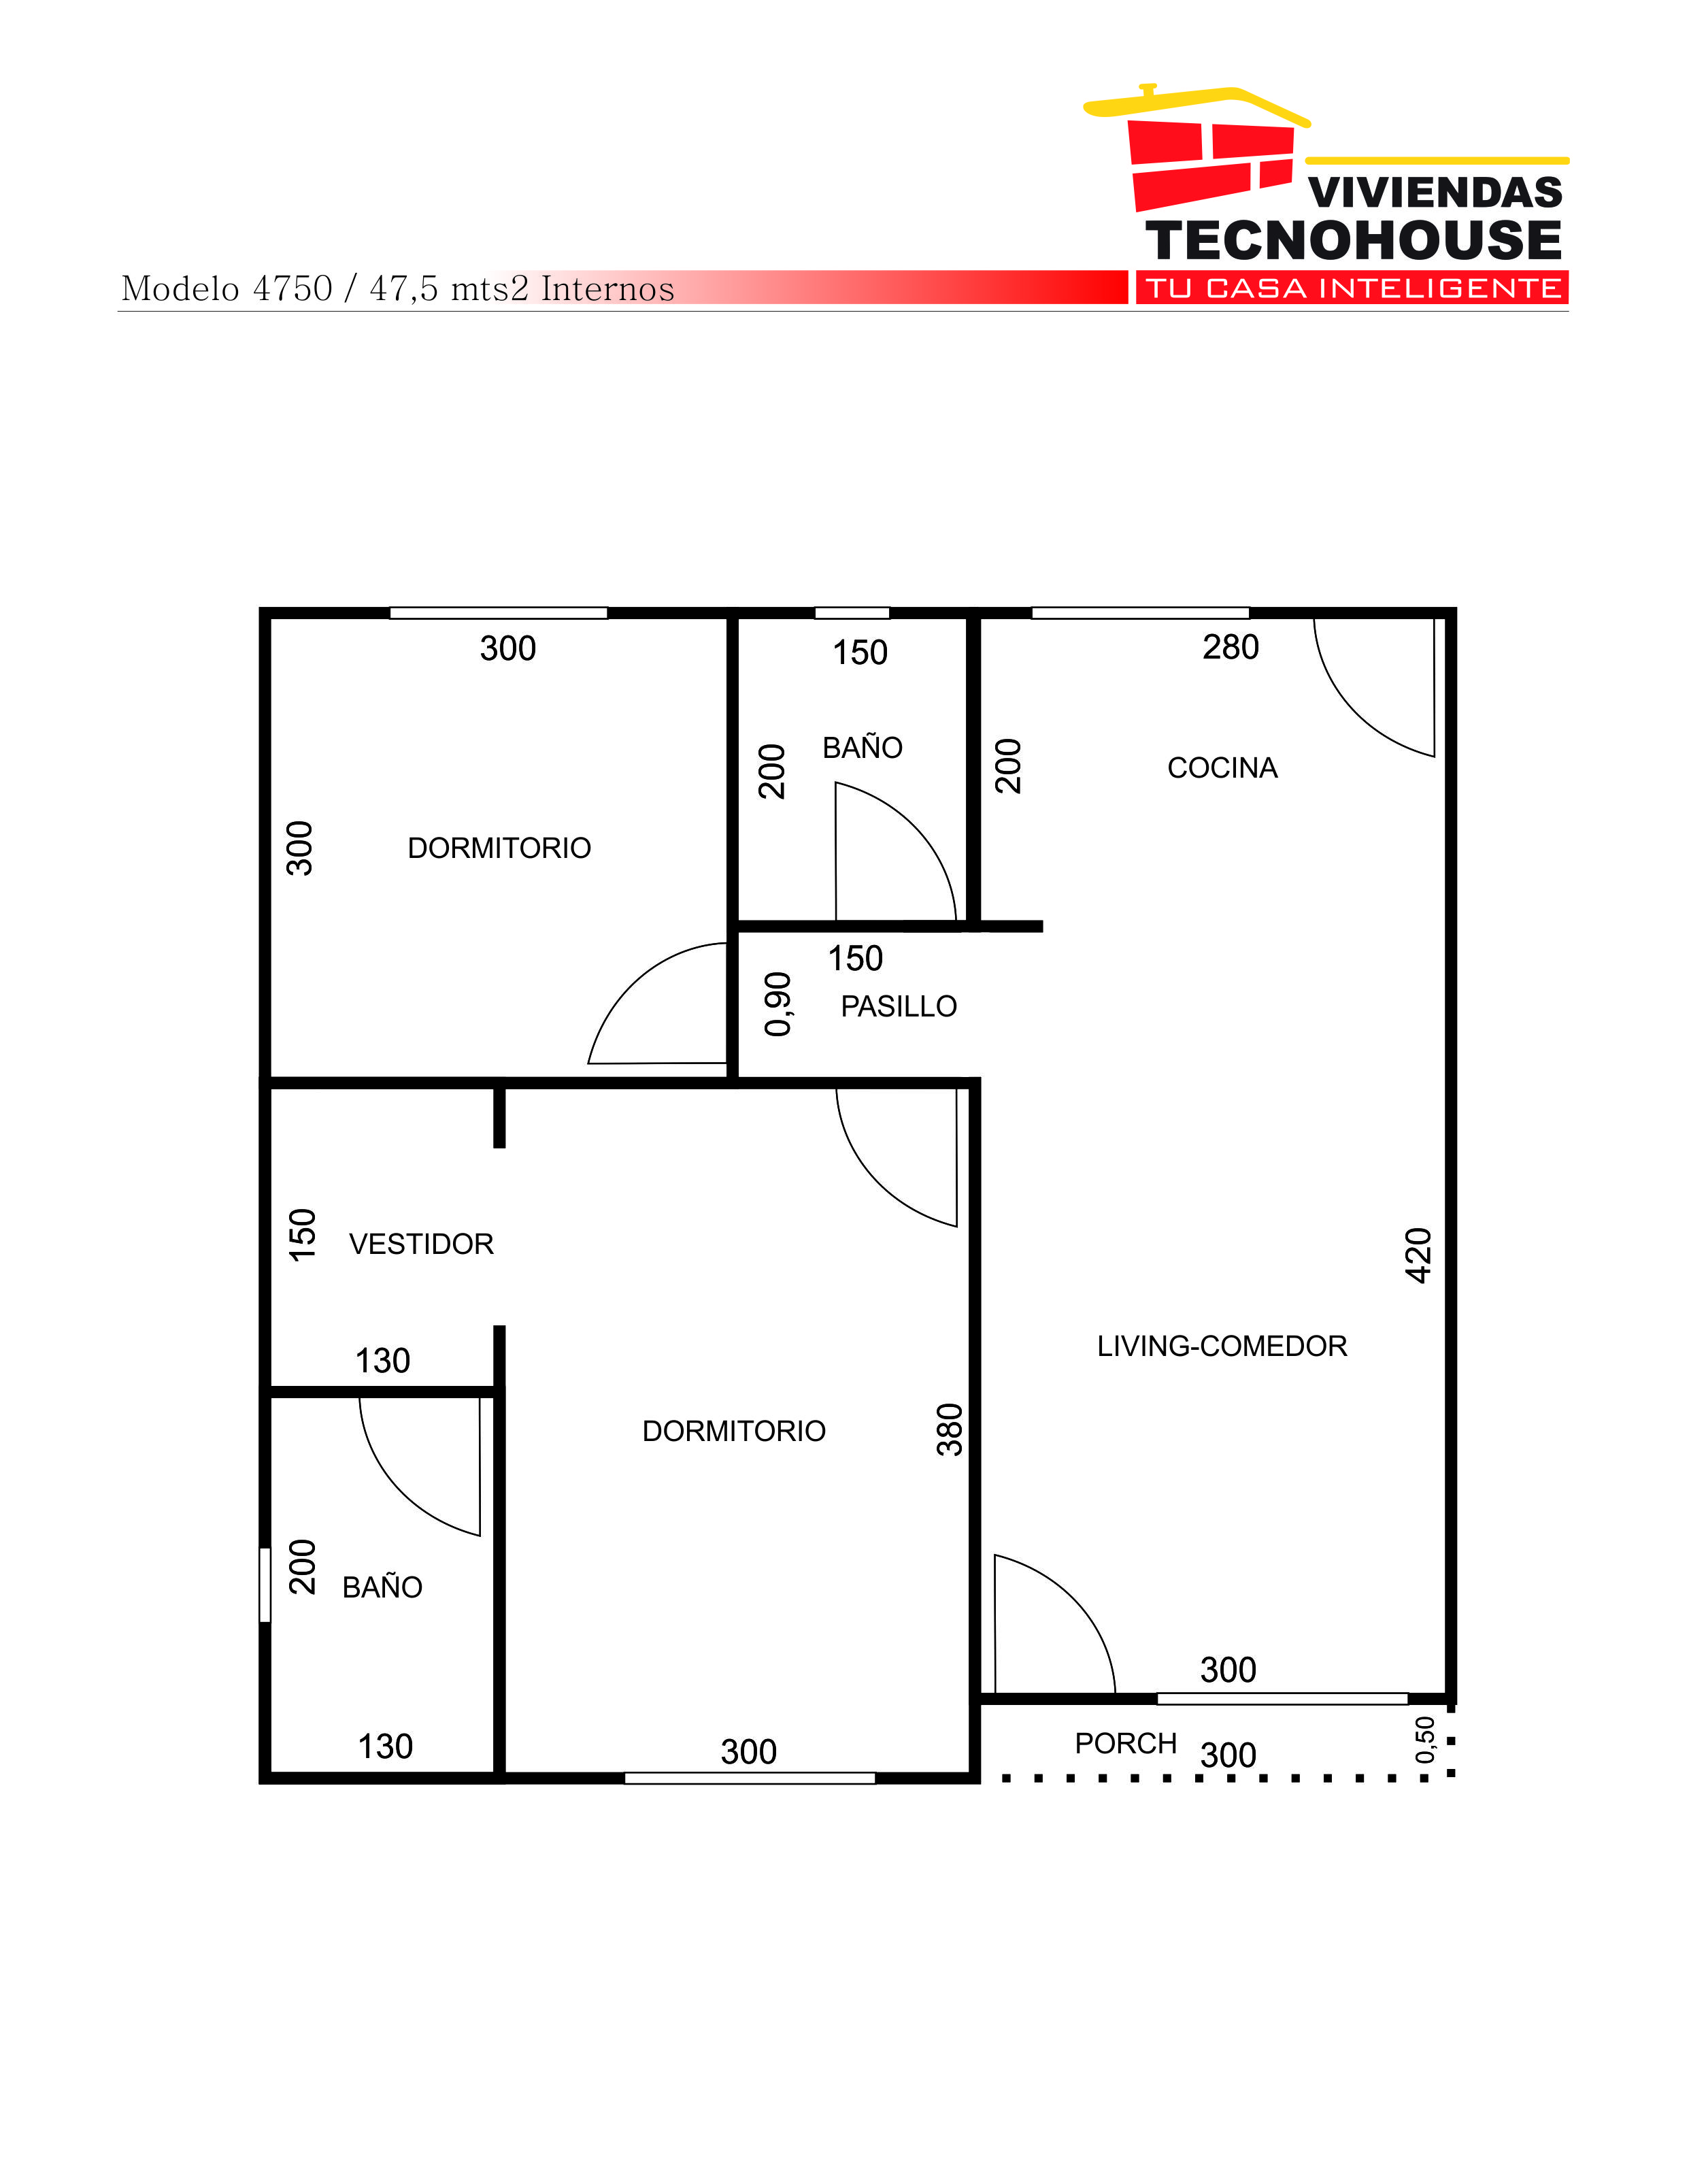 VIVIENDAS
TECNOHOUSE
TU CASA INTELIGENTE
Modelo 4750 / 47,5 mts2 Internos
300
150
280
200
BAÑO
200
COCINA
300
DORMITORIO
150
0,90
PASILLO
150
VESTIDOR
420
130
LIVING-COMEDOR
DORMITORIO
380
200
BAÑO
300
130
300
PORCH
300
0,50